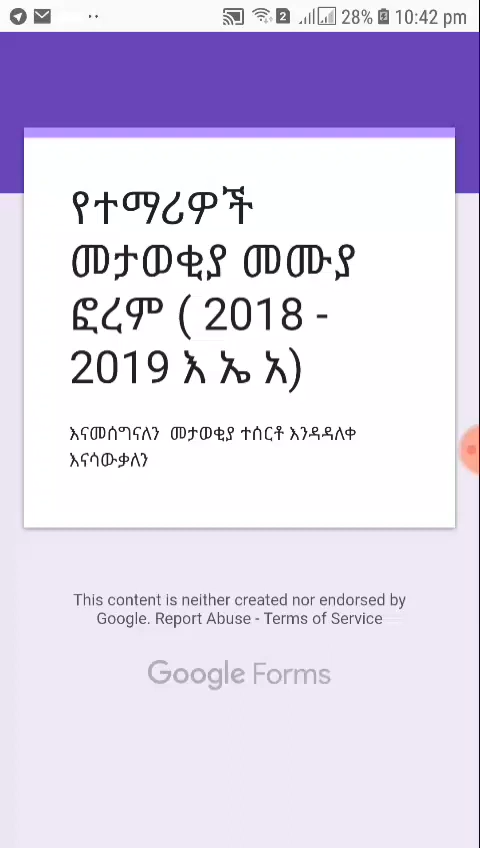 28% 10:42 pm
የተማሪዎች
መታወቂያ መሙያ
ፎረም ( 2018 -
2019 እ ኤ አ)
እናመሰግናለን መታወቂያ ተሰርቶ እንዳዳለቀ
እናሳውቃለን
This content is neither created nor endorsed by
Google. Report Abuse - Terms of Service
Google Forms